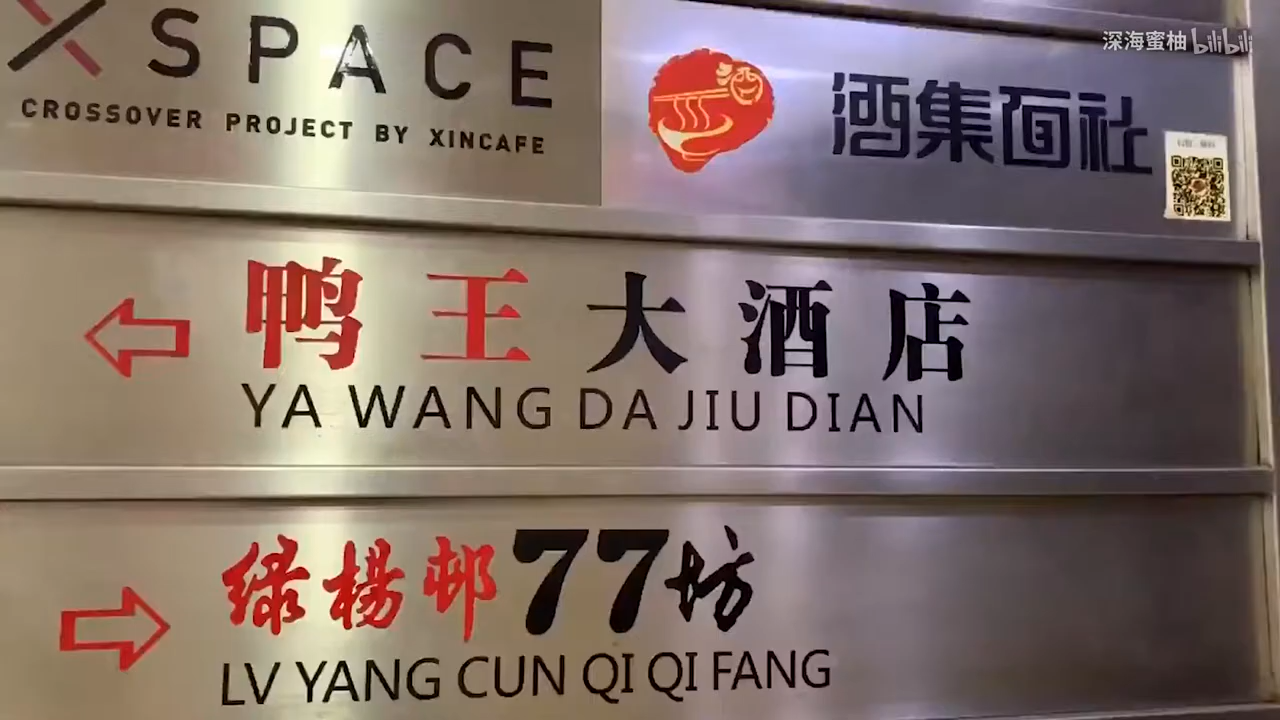 XSPACE
CROSSOVER PROJECT BY XINCAFE
酒集面社
深海蜜柚 bilibili
鸭王大酒店
YA WANG DA JIU DIAN
绿杨邨77坊
LV YANG CUN QI QI FANG